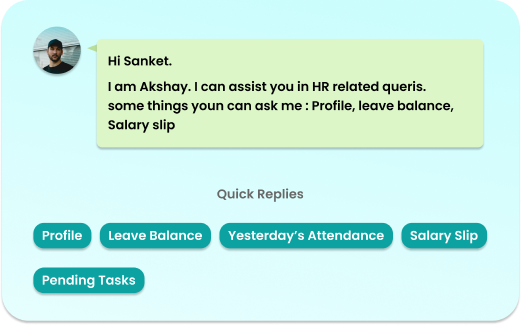 Hi Sanket.
I am Akshay. I can assist you in HR related queris.
some things youn can ask me : Profile, leave balance,
Salary slip
Quick Replies
Profile
Leave Balance
Yesterday's Attendance
Salary Slip
Pending Tasks